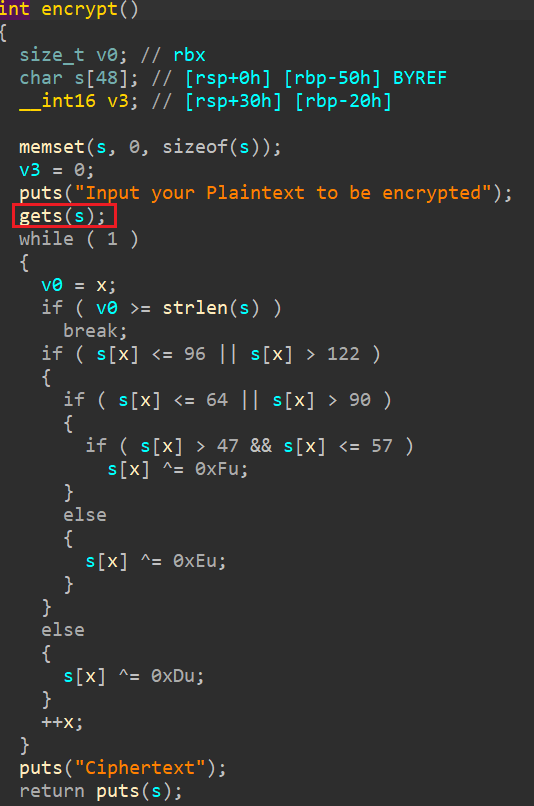 int encrypt()
{
  size_t v0; // rbx
  char s[48]; // [rsp+0h] [rbp-50h] BYREF
  __int16 v3; // [rsp+30h] [rbp-20h]

  memset(s, 0, sizeof(s));
  v3 = 0;
  puts("Input your Plaintext to be encrypted");
  gets(s);
  while ( 1 )
  {
    v0 = x;
    if ( v0 >= strlen(s) )
      break;
    if ( s[x] <= 96 || s[x] > 122 )
    {
      if ( s[x] <= 64 || s[x] > 90 )
      {
        if ( s[x] > 47 && s[x] <= 57 )
          s[x] ^= 0xFu;
      }
      else
      {
        s[x] ^= 0xEu;
      }
    }
    else
    {
      s[x] ^= 0xDu;
    }
    ++x;
  }
  puts("Ciphertext");
  return puts(s);